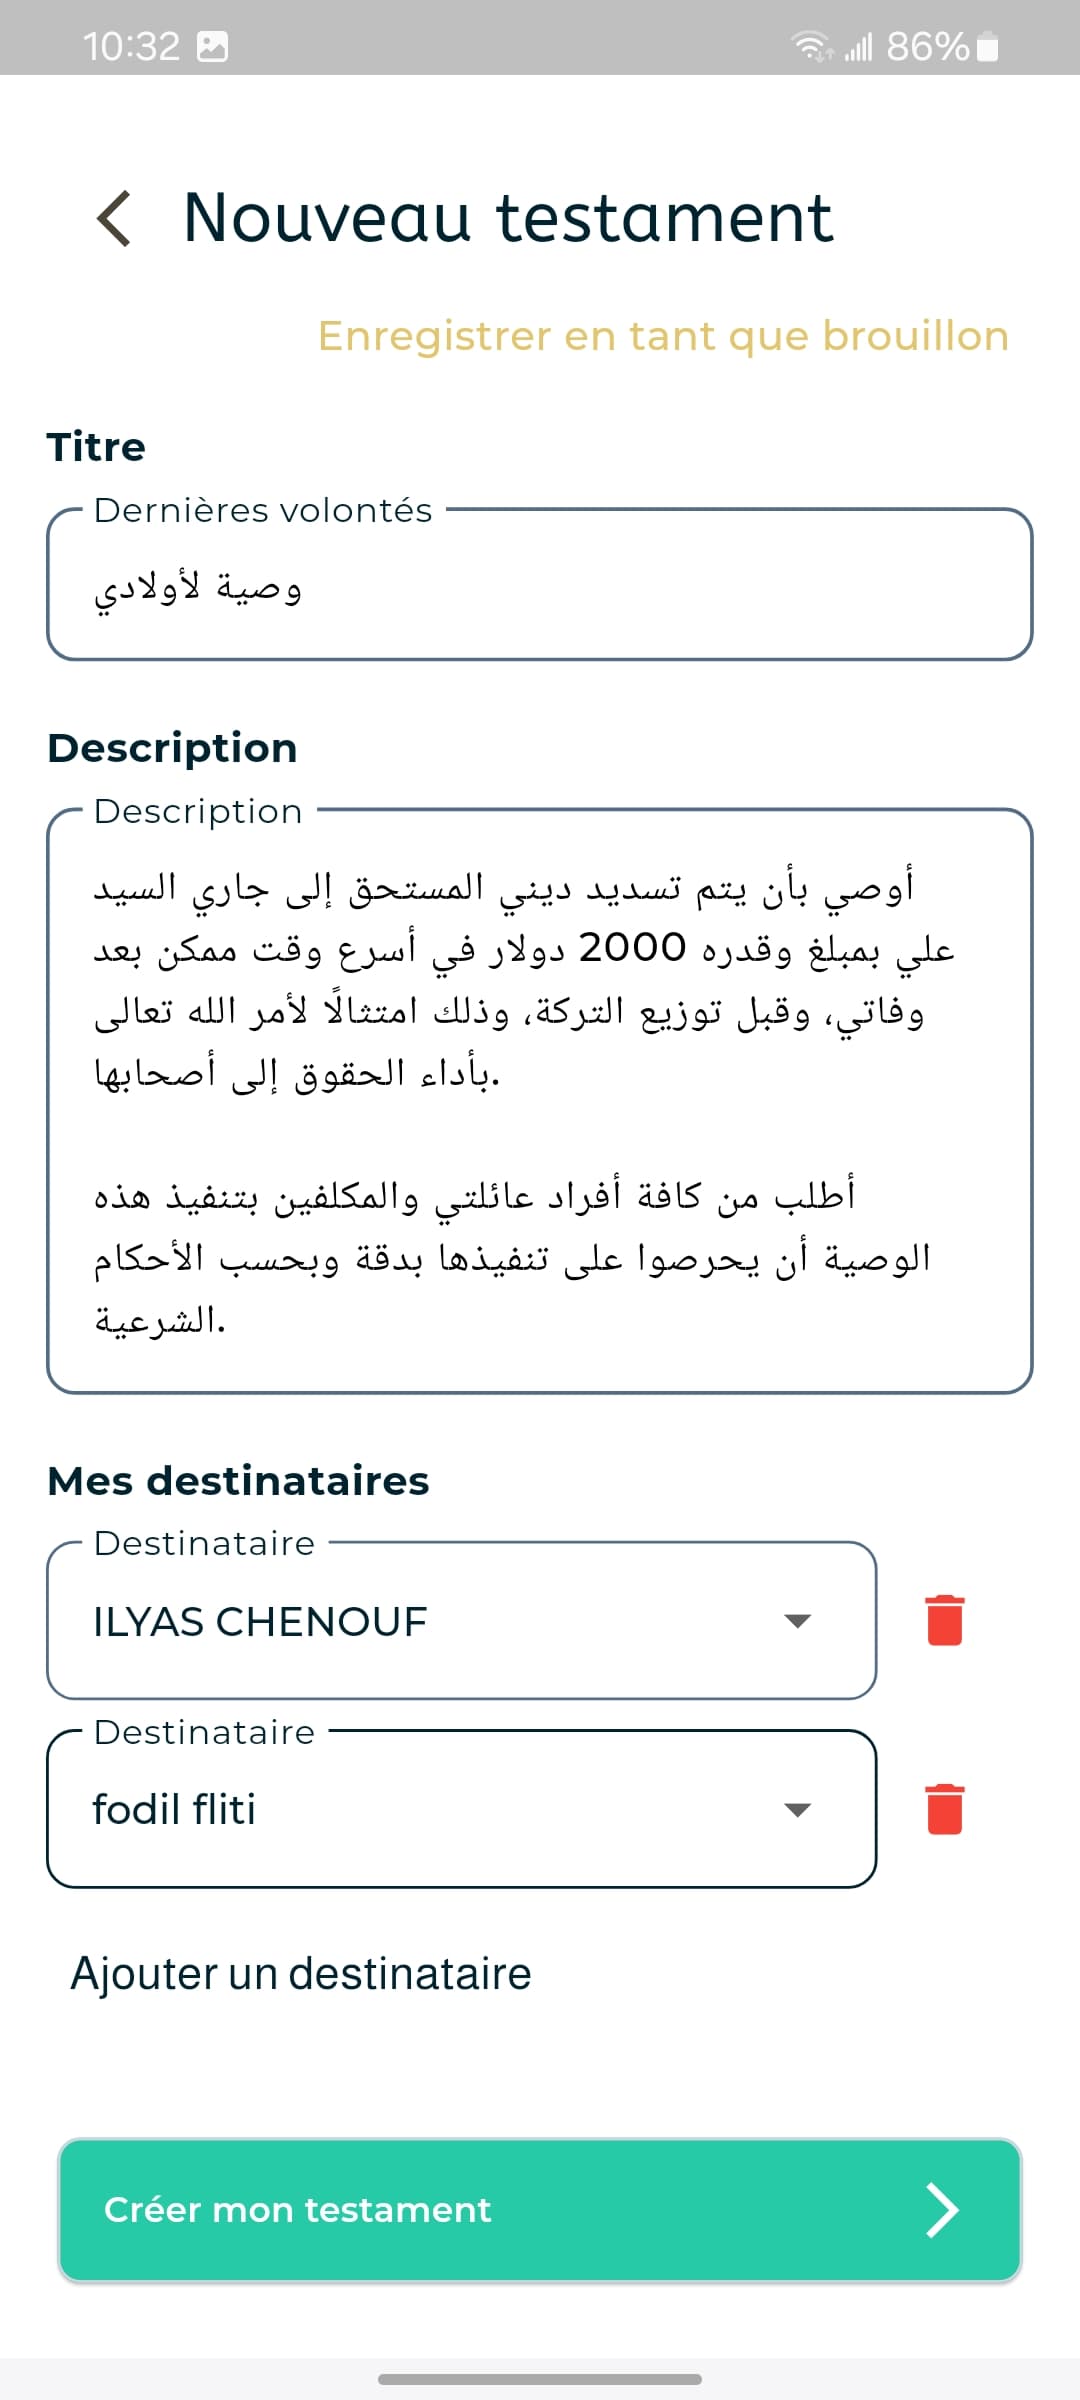 10:32
86%
Nouveau testament
Enregistrer en tant que brouillon
Titre
Dernières volontés
وصية لأولادي
Description
Description
أوصي بأن يتم تسديد ديني المستحق إلى جاري السيد
علي بمبلغ وقدره 2000 دولار في أسرع وقت ممكن بعد
وفاتي، وقبل توزيع التركة، وذلك امتثالًا لأمر الله تعالى
بأداء الحقوق إلى أصحابها.
أطلب من كافة أفراد عائلتي والمكلفين بتنفيذ هذه
الوصية أن يحرصوا على تنفيذها بدقة وبحسب الأحكام
الشرعية.
Mes destinataires
Destinataire
ILYAS CHENOUF
Destinataire
fodil fliti
Ajouter un destinataire
Créer mon testament